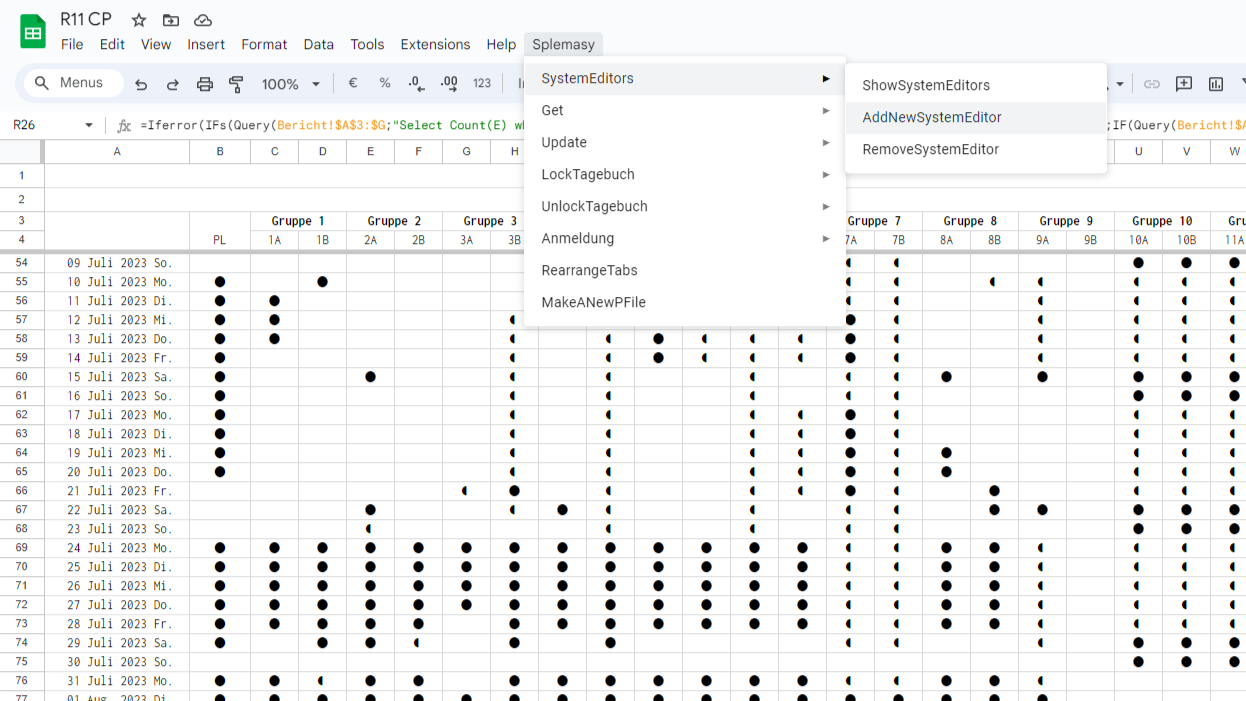 R11 CP
File Edit View Insert Format Data Tools Extensions Help Splemasy
Menus 100% € % .0 .00 123
R26 fx =Iferror(IFs(Query(Bericht!$A$3:$G;"Select Count(E) ;IF(Query(Bericht!
SystemEditors
Get
Update
LockTagebuch
UnlockTagebuch
Anmeldung
RearrangeTabs
MakeANewPFile
ShowSystemEditors
AddNewSystemEditor
RemoveSystemEditor
A B C D E F G H U V W
1
2
3 Gruppe 1 Gruppe 2 Gruppe 3 Gruppe 7 Gruppe 8 Gruppe 9 Gruppe 10
4 PL 1A 1B 2A 2B 3A 3B 7A 7B 8A 8B 9A 9B 10A 10B 11A
54 09 Juli 2023 So.
55 10 Juli 2023 Mo.
56 11 Juli 2023 Di.
57 12 Juli 2023 Mi.
58 13 Juli 2023 Do.
59 14 Juli 2023 Fr.
60 15 Juli 2023 Sa.
61 16 Juli 2023 So.
62 17 Juli 2023 Mo.
63 18 Juli 2023 Di.
64 19 Juli 2023 Mi.
65 20 Juli 2023 Do.
66 21 Juli 2023 Fr.
67 22 Juli 2023 Sa.
68 23 Juli 2023 So.
69 24 Juli 2023 Mo.
70 25 Juli 2023 Di.
71 26 Juli 2023 Mi.
72 27 Juli 2023 Do.
73 28 Juli 2023 Fr.
74 29 Juli 2023 Sa.
75 30 Juli 2023 So.
76 31 Juli 2023 Mo.
77 01 Aug. 2023 Di.